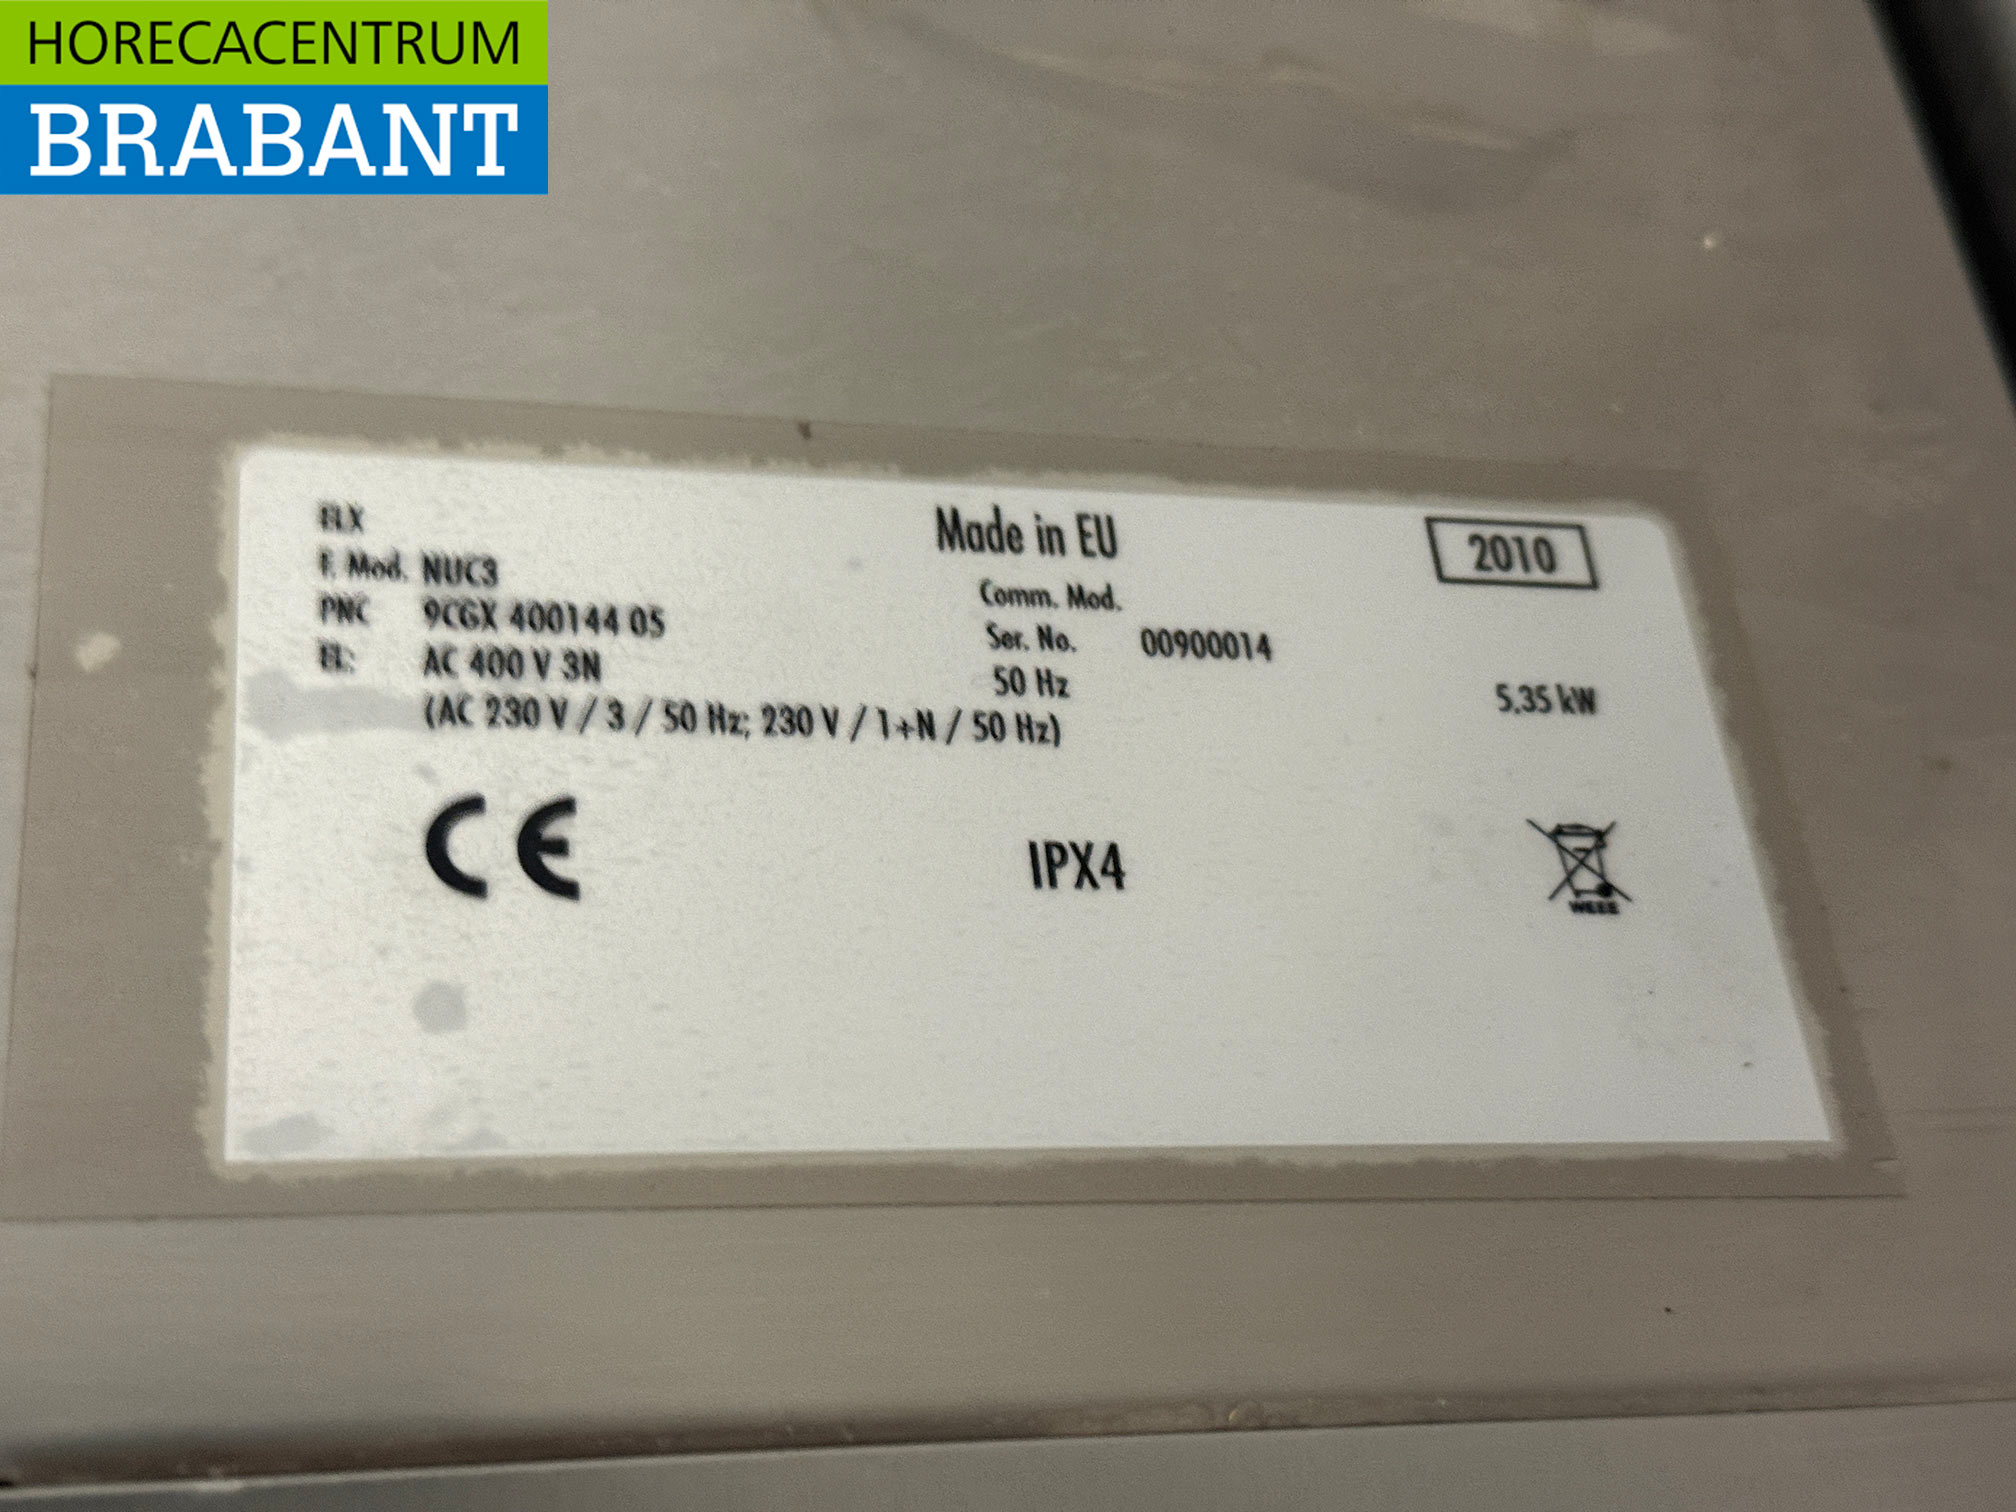 HORECACENTRUM
BRABANT
ELX
Made in EU
2010
F. Mod. NUC3
Comm. Mod.
PNC 9CGX 400144 05
Ser. No. 00900014
EL: AC 400 V 3N
50 Hz
5,35 kW
(AC 230 V / 3 / 50 Hz; 230 V / 1+N / 50 Hz)
CE
IPX4
WEEE